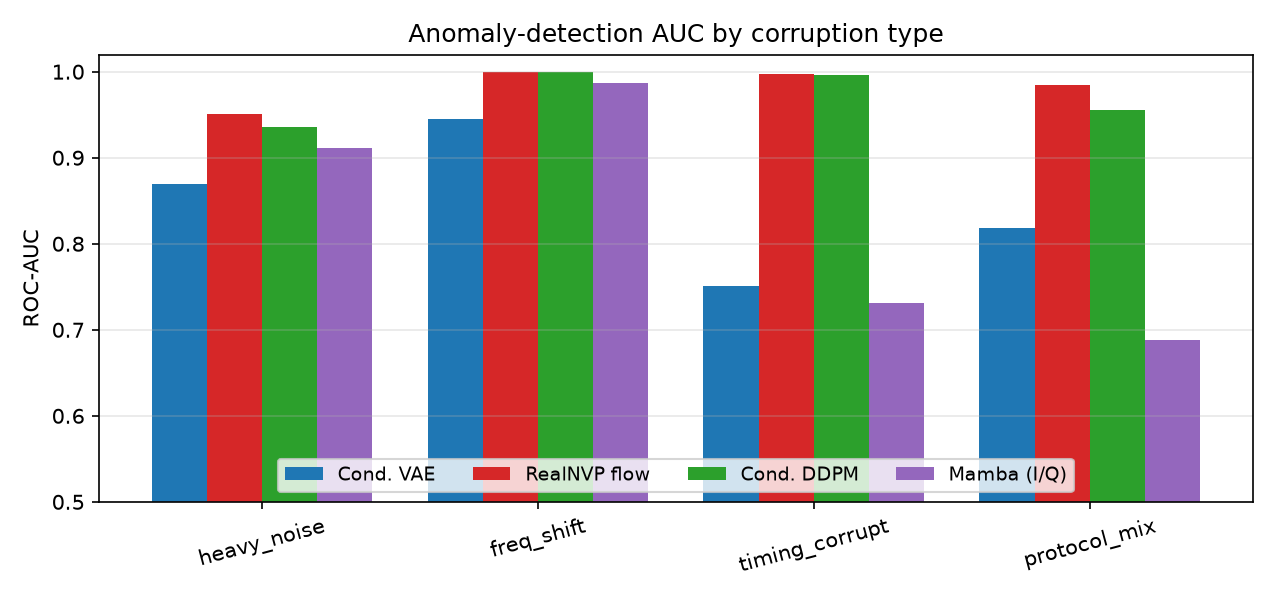 Anomaly-detection AUC by corruption type
ROC-AUC
1.0
0.9
0.8
0.7
0.6
0.5
Cond. VAE RealNVP flow Cond. DDPM Mamba (I/Q)
heavy_noise freq_shift timing_corrupt protocol_mix